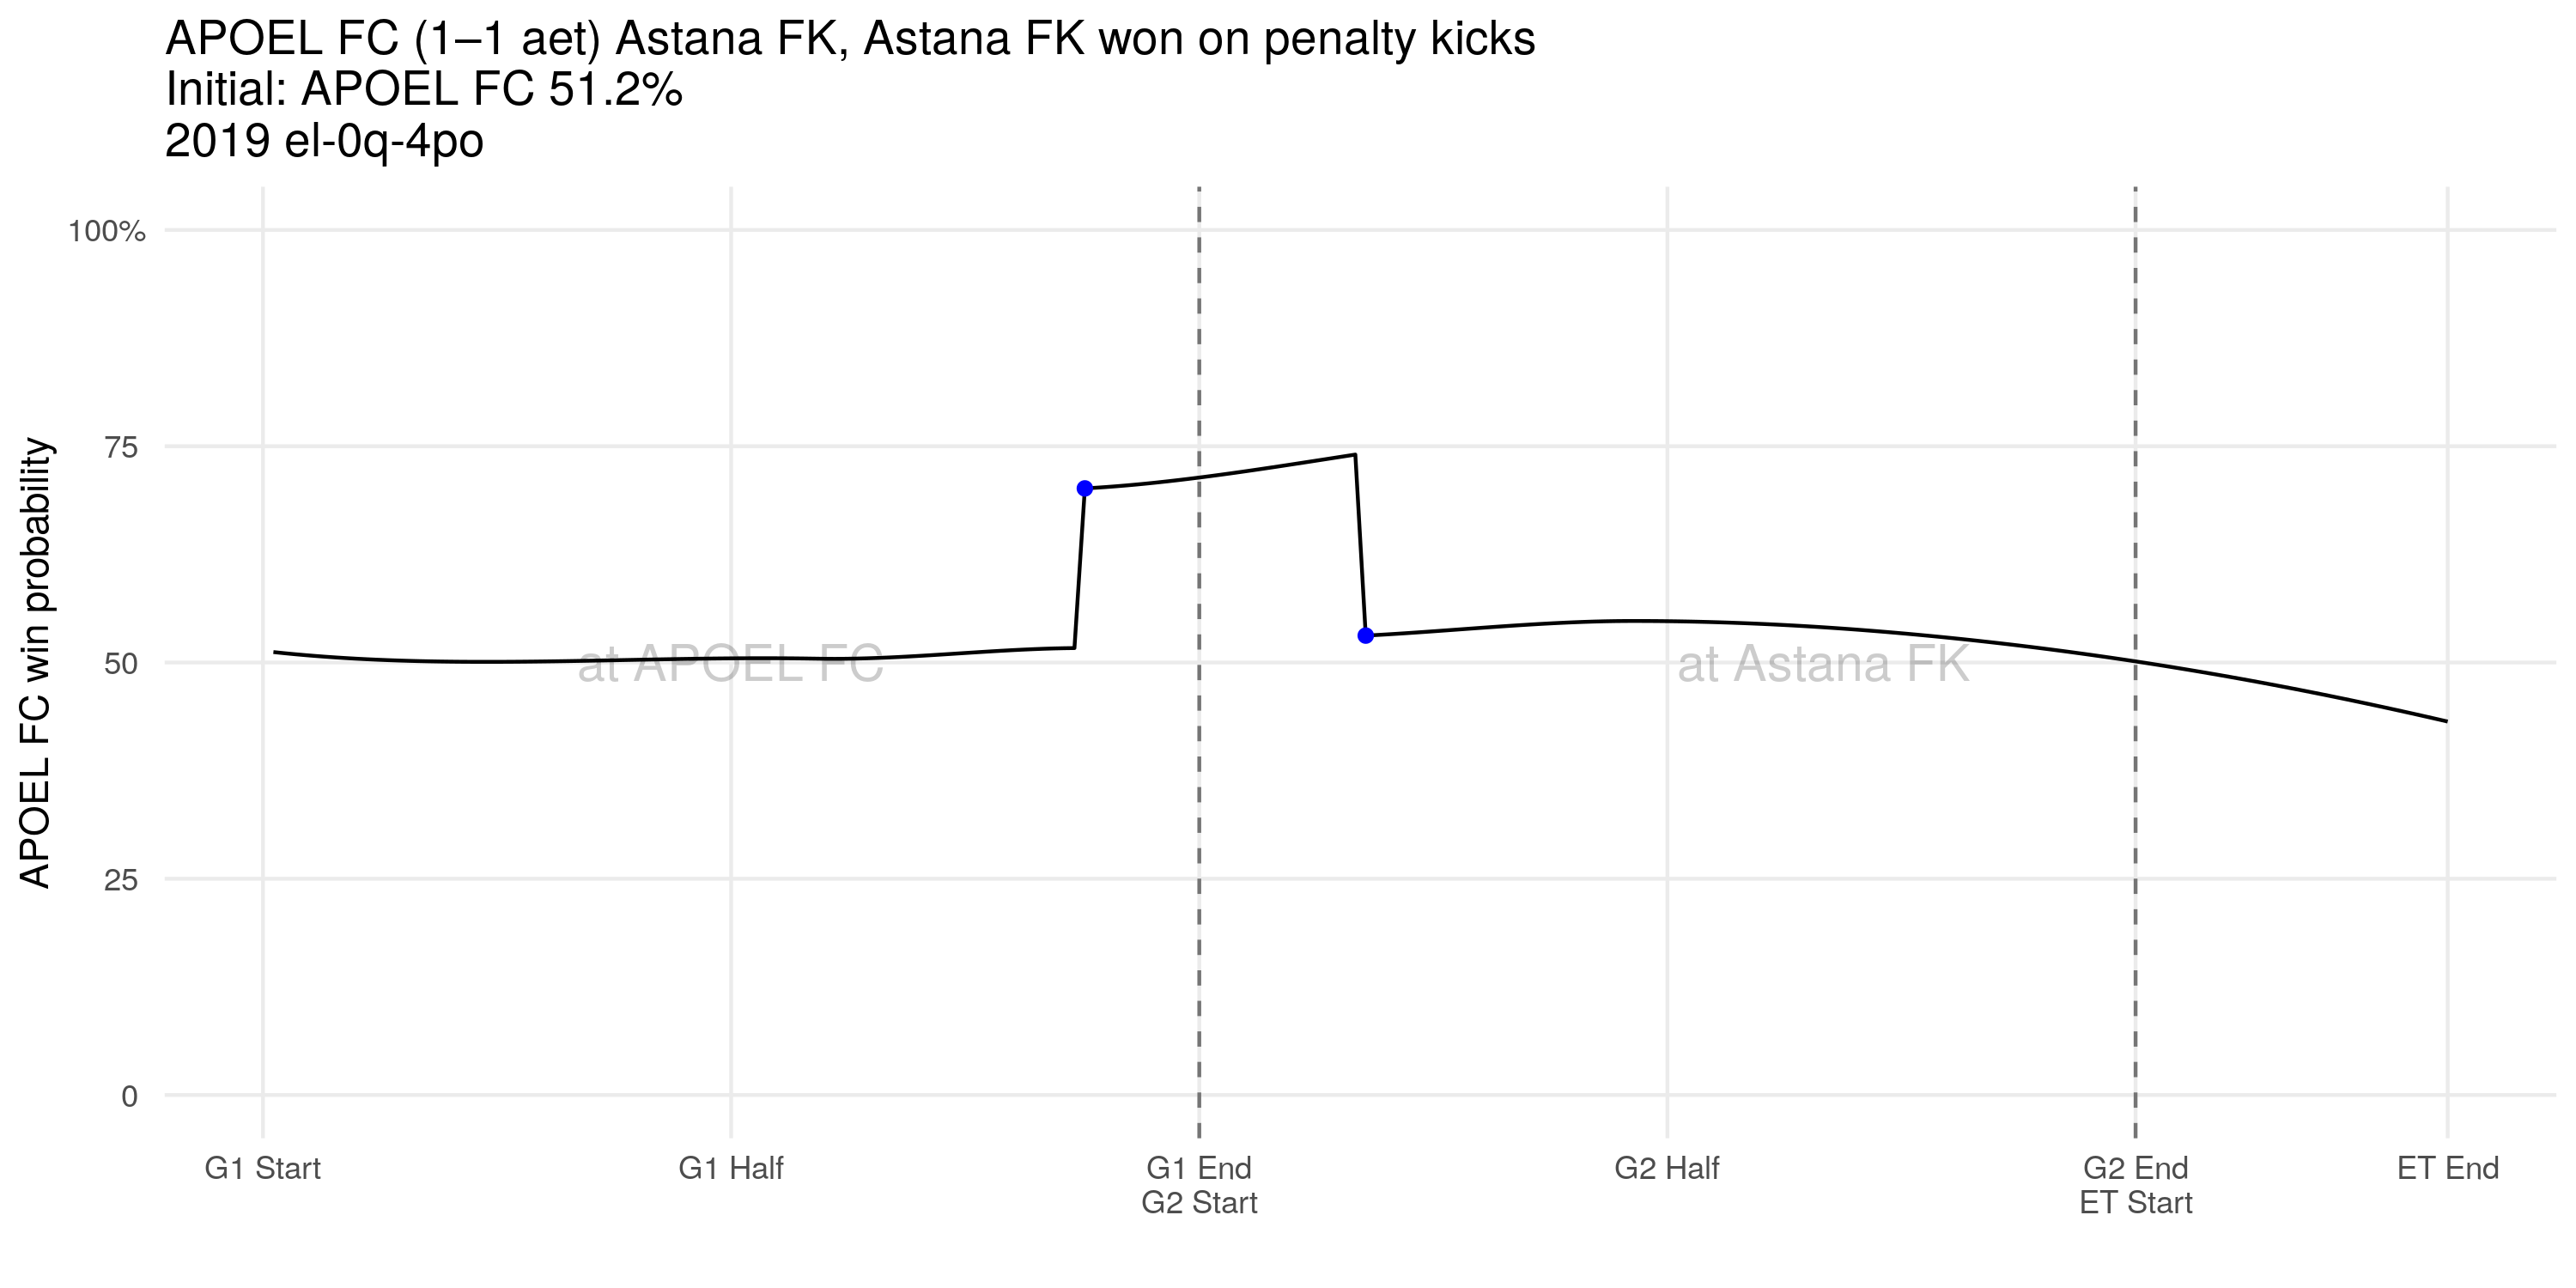 APOEL FC (1–1 aet) Astana FK, Astana FK won on penalty kicks
Initial: APOEL FC 51.2%
2019 el-0q-4po
APOEL FC win probability
100%
75
50
25
0
at APOEL FC
at Astana FK
G1 Start
G1 Half
G1 End
G2 Start
G2 Half
G2 End
ET Start
ET End